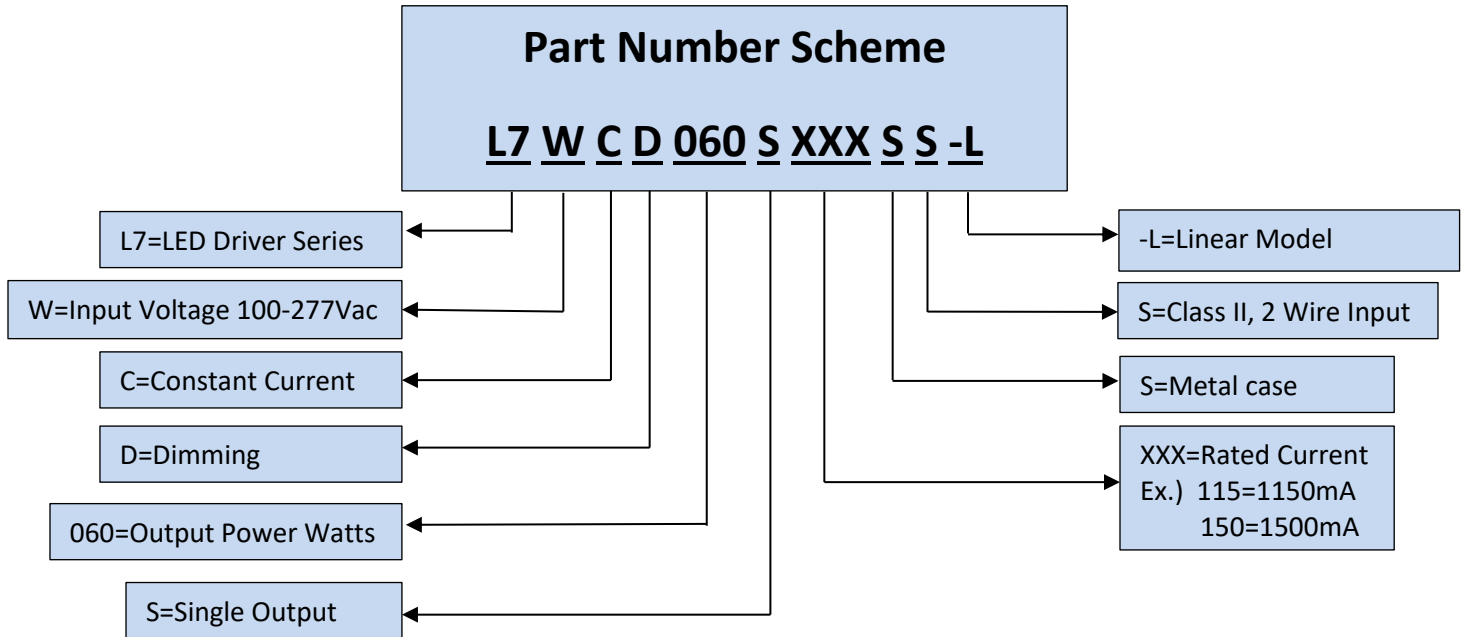 Part Number Scheme
L7 W C D 060 S XXX S S -L
L7=LED Driver Series
W=Input Voltage 100-277Vac
C=Constant Current
D=Dimming
060=Output Power Watts
S=Single Output
-L=Linear Model
S=Class II, 2 Wire Input
S=Metal case
XXX=Rated Current
Ex.) 115=1150mA
150=1500mA